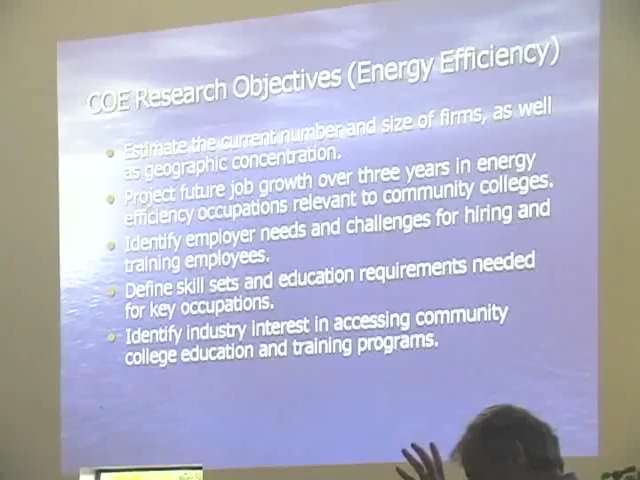 COE Research Objectives (Energy Efficiency)
Estimate the current number and size of firms, as well
as geographic concentration.
Project future job growth over three years in energy
efficiency occupations relevant to community colleges.
Identify employer needs and challenges for hiring and
training employees.
Define skill sets and education requirements needed
for key occupations.
Identify industry interest in accessing community
college education and training programs.